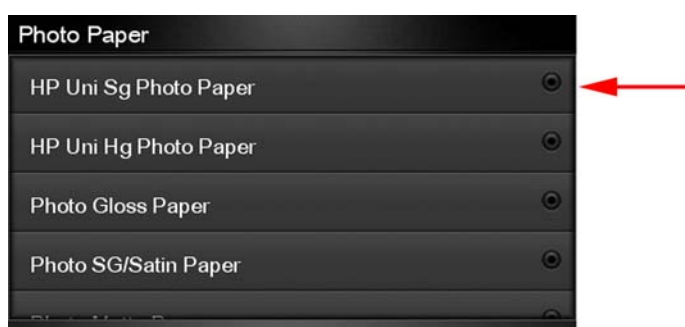 Photo Paper
HP Uni Sg Photo Paper
HP Uni Hg Photo Paper
Photo Gloss Paper
Photo SG/Satin Paper